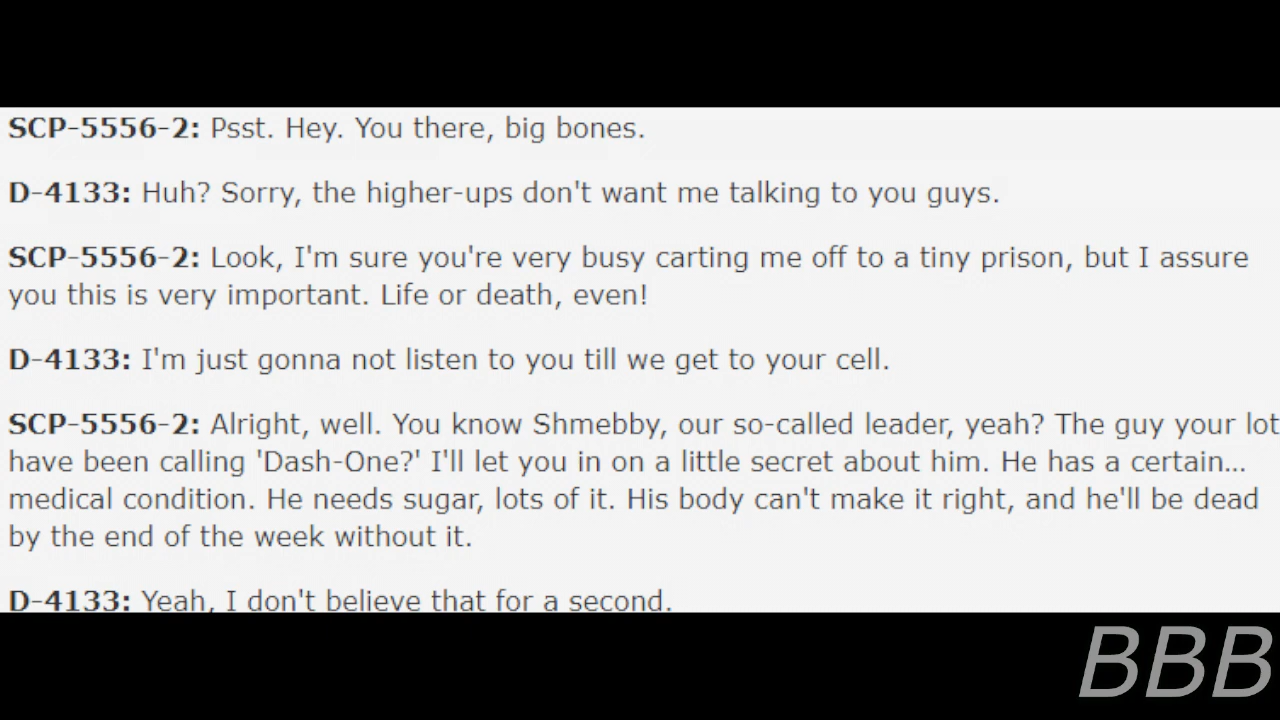 SCP-5556-2: Psst. Hey. You there, big bones.
D-4133: Huh? Sorry, the higher-ups don't want me talking to you guys.
SCP-5556-2: Look, I'm sure you're very busy carting me off to a tiny prison, but I assure
you this is very important. Life or death, even!
D-4133: I'm just gonna not listen to you till we get to your cell.
SCP-5556-2: Alright, well. You know Shmebby, our so-called leader, yeah? The guy your lot
have been calling 'Dash-One?' I'll let you in on a little secret about him. He has a certain...
medical condition. He needs sugar, lots of it. His body can't make it right, and he'll be dead
by the end of the week without it.
D-4133: Yeah, I don't believe that for a second.
BBB